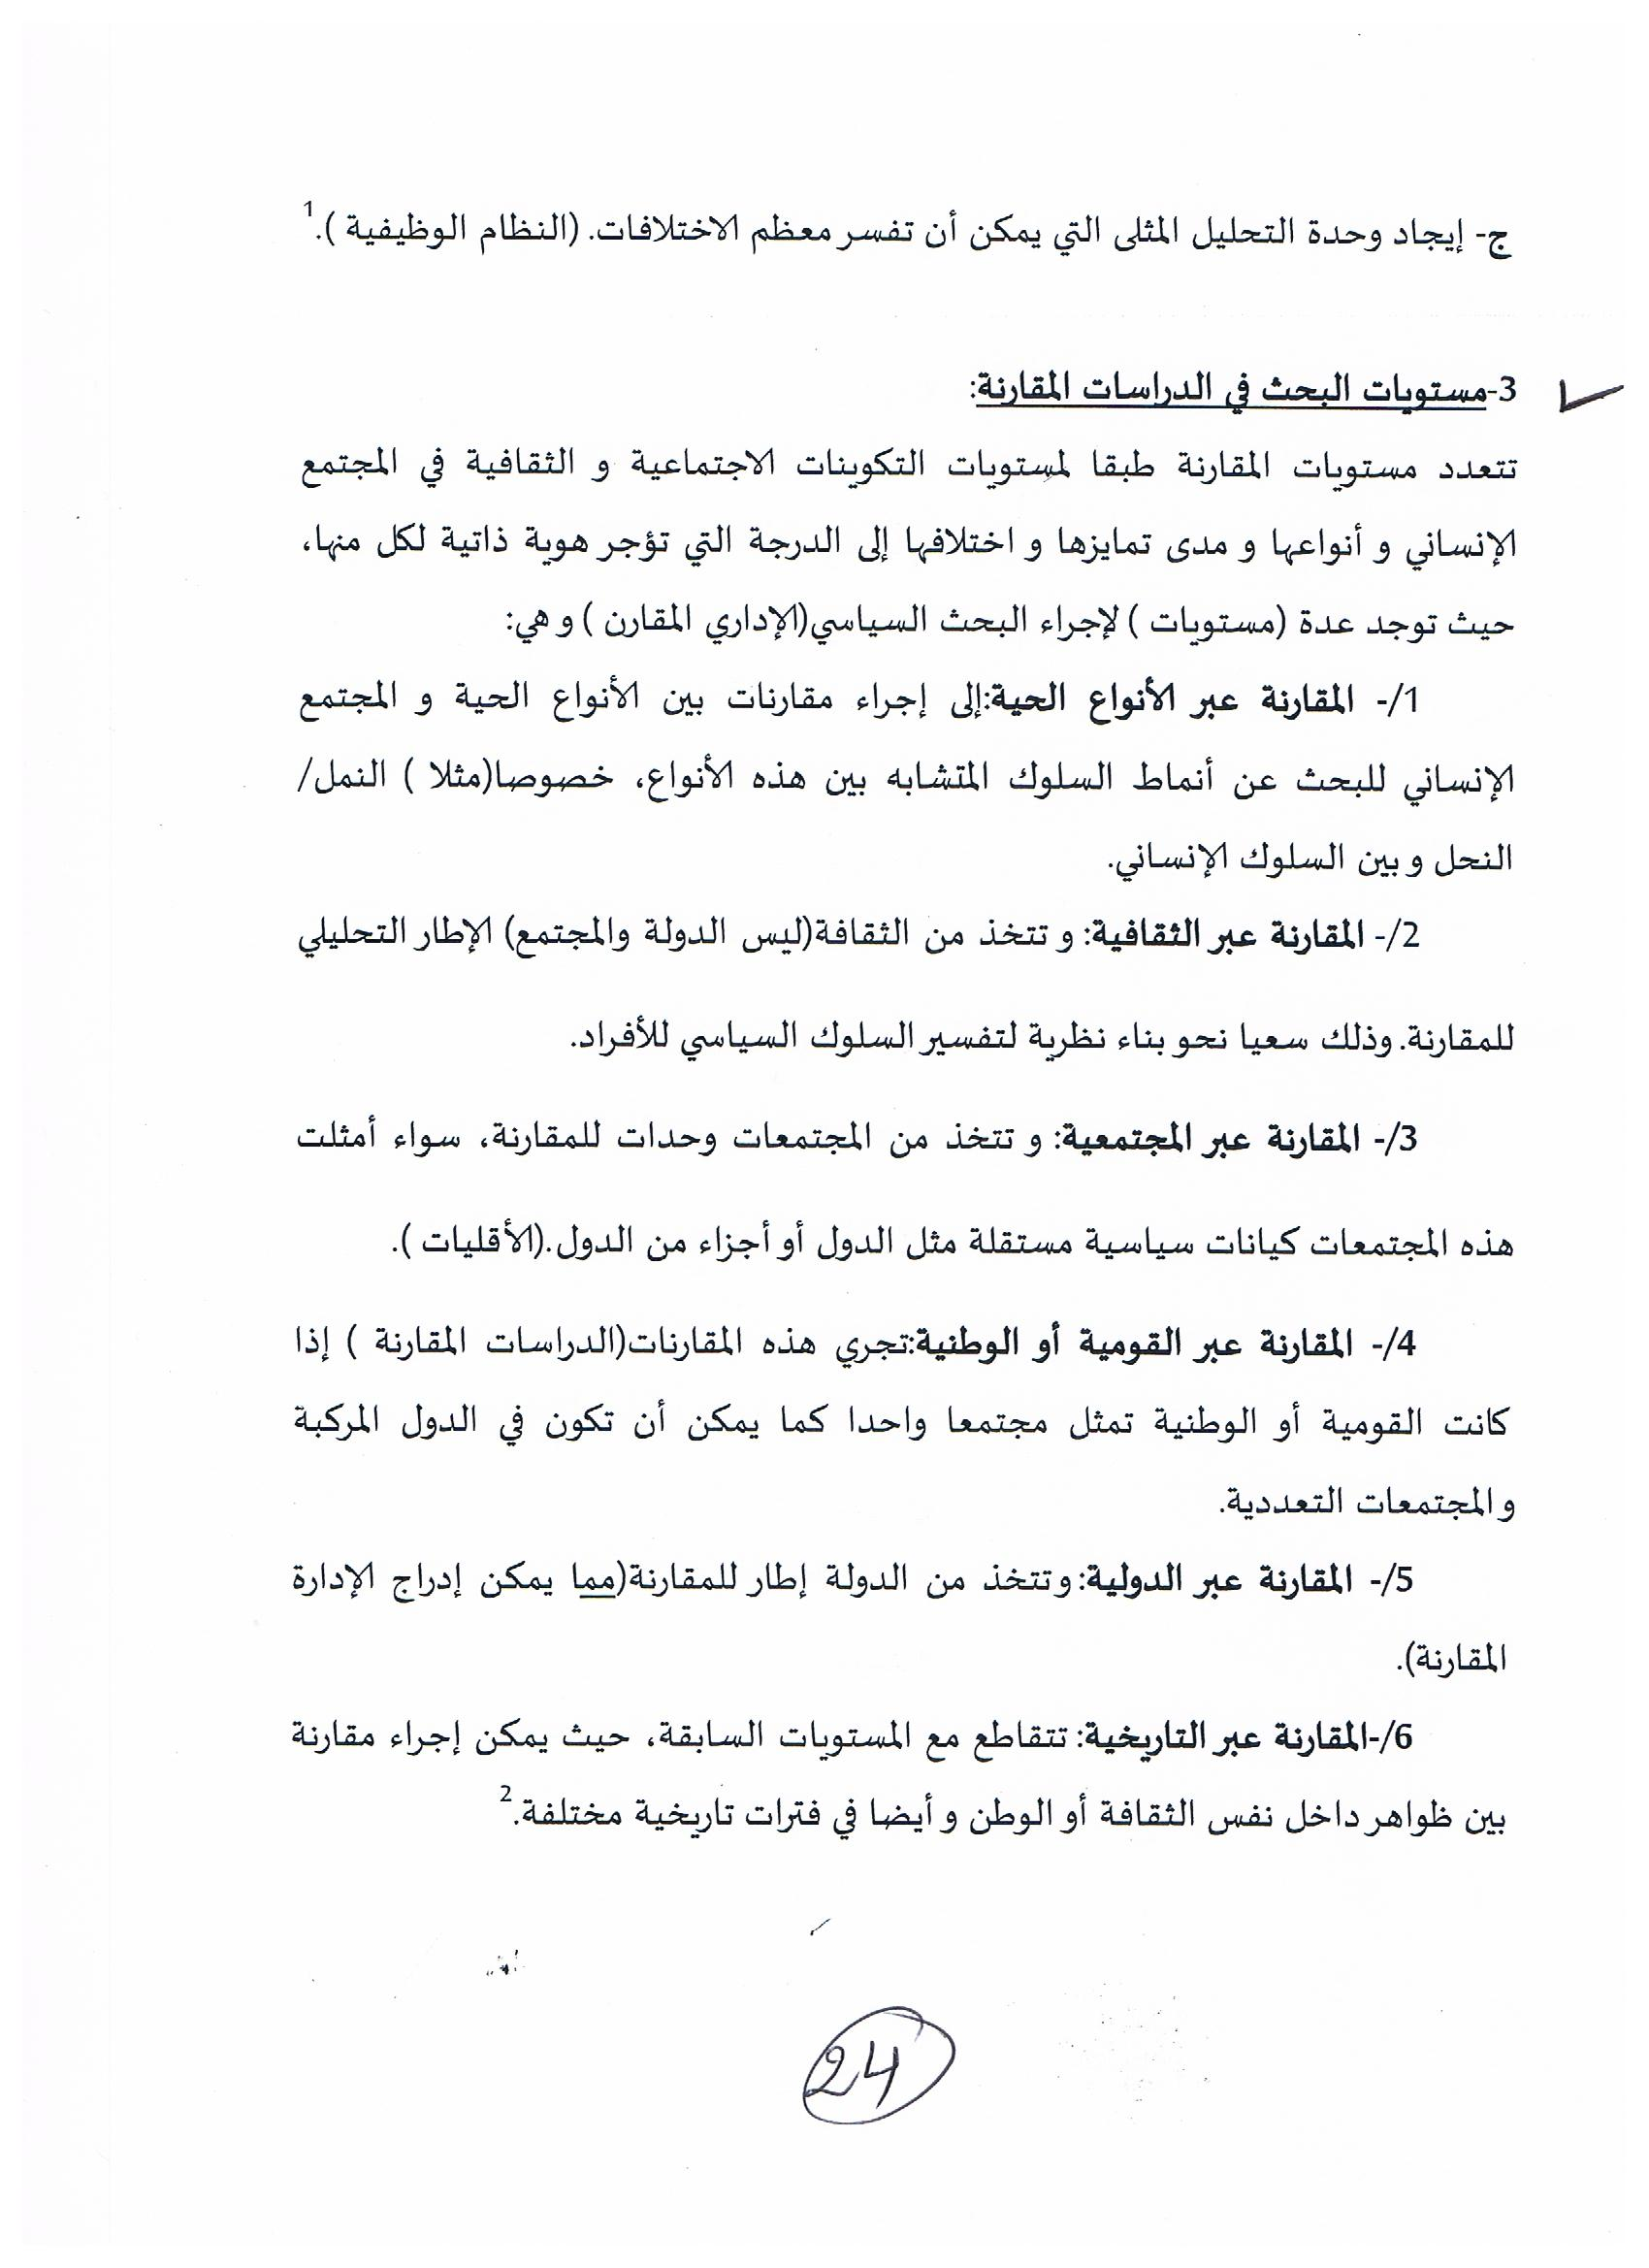 ج- إيجاد وحدة التحليل المثلى التي يمكن أن تفسر معظم الاختلافات. (النظام الوظيفية ).1
3-مستويات البحث في الدراسات المقارنة:
تتعدد مستويات المقارنة طبقا لمستويات التكوينات الاجتماعية و الثقافية في المجتمع
الإنساني و أنواعها و مدى تمايزها و اختلافها إلى الدرجة التي تؤجر هوية ذاتية لكل منها،
حيث توجد عدة (مستويات ) لإجراء البحث السياسي(الإداري المقارن ) و هي:
1/- المقارنة عبر الأنواع الحية:إلى إجراء مقارنات بين الأنواع الحية و المجتمع
الإنساني للبحث عن أنماط السلوك المتشابه بين هذه الأنواع، خصوصا(مثلا ) النمل/
النحل و بين السلوك الإنساني.
2/- المقارنة عبر الثقافية: و تتخذ من الثقافة(ليس الدولة والمجتمع) الإطار التحليلي
للمقارنة. وذلك سعيا نحو بناء نظرية لتفسير السلوك السياسي للأفراد.
3/- المقارنة عبر المجتمعية: و تتخذ من المجتمعات وحدات للمقارنة، سواء أمثلت
هذه المجتمعات كيانات سياسية مستقلة مثل الدول أو أجزاء من الدول.(الأقليات ).
4/- المقارنة عبر القومية أو الوطنية:تجري هذه المقارنات(الدراسات المقارنة ) إذا
كانت القومية أو الوطنية تمثل مجتمعا واحدا كما يمكن أن تكون في الدول المركبة
و المجتمعات التعددية.
5/- المقارنة عبر الدولية: و تتخذ من الدولة إطار للمقارنة(مما يمكن إدراج الإدارة
المقارنة).
6/-المقارنة عبر التاريخية: تتقاطع مع المستويات السابقة، حيث يمكن إجراء مقارنة
بين ظواهر داخل نفس الثقافة أو الوطن و أيضا في فترات تاريخية مختلفة.2
24